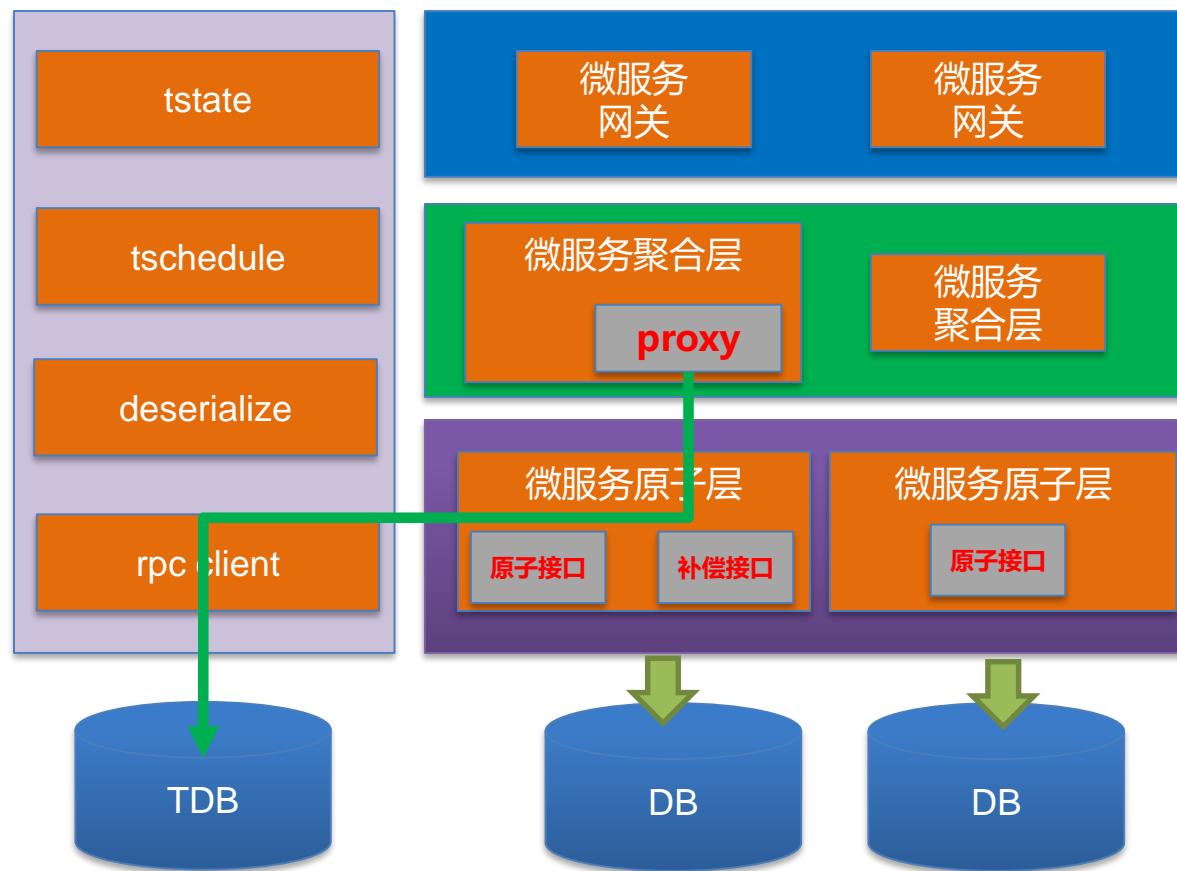 tstate
tschedule
deserialize
rpc client
TDB
微服务
网关
微服务
网关
微服务聚合层
proxy
微服务
聚合层
微服务原子层
原子接口
补偿接口
微服务原子层
原子接口
DB
DB